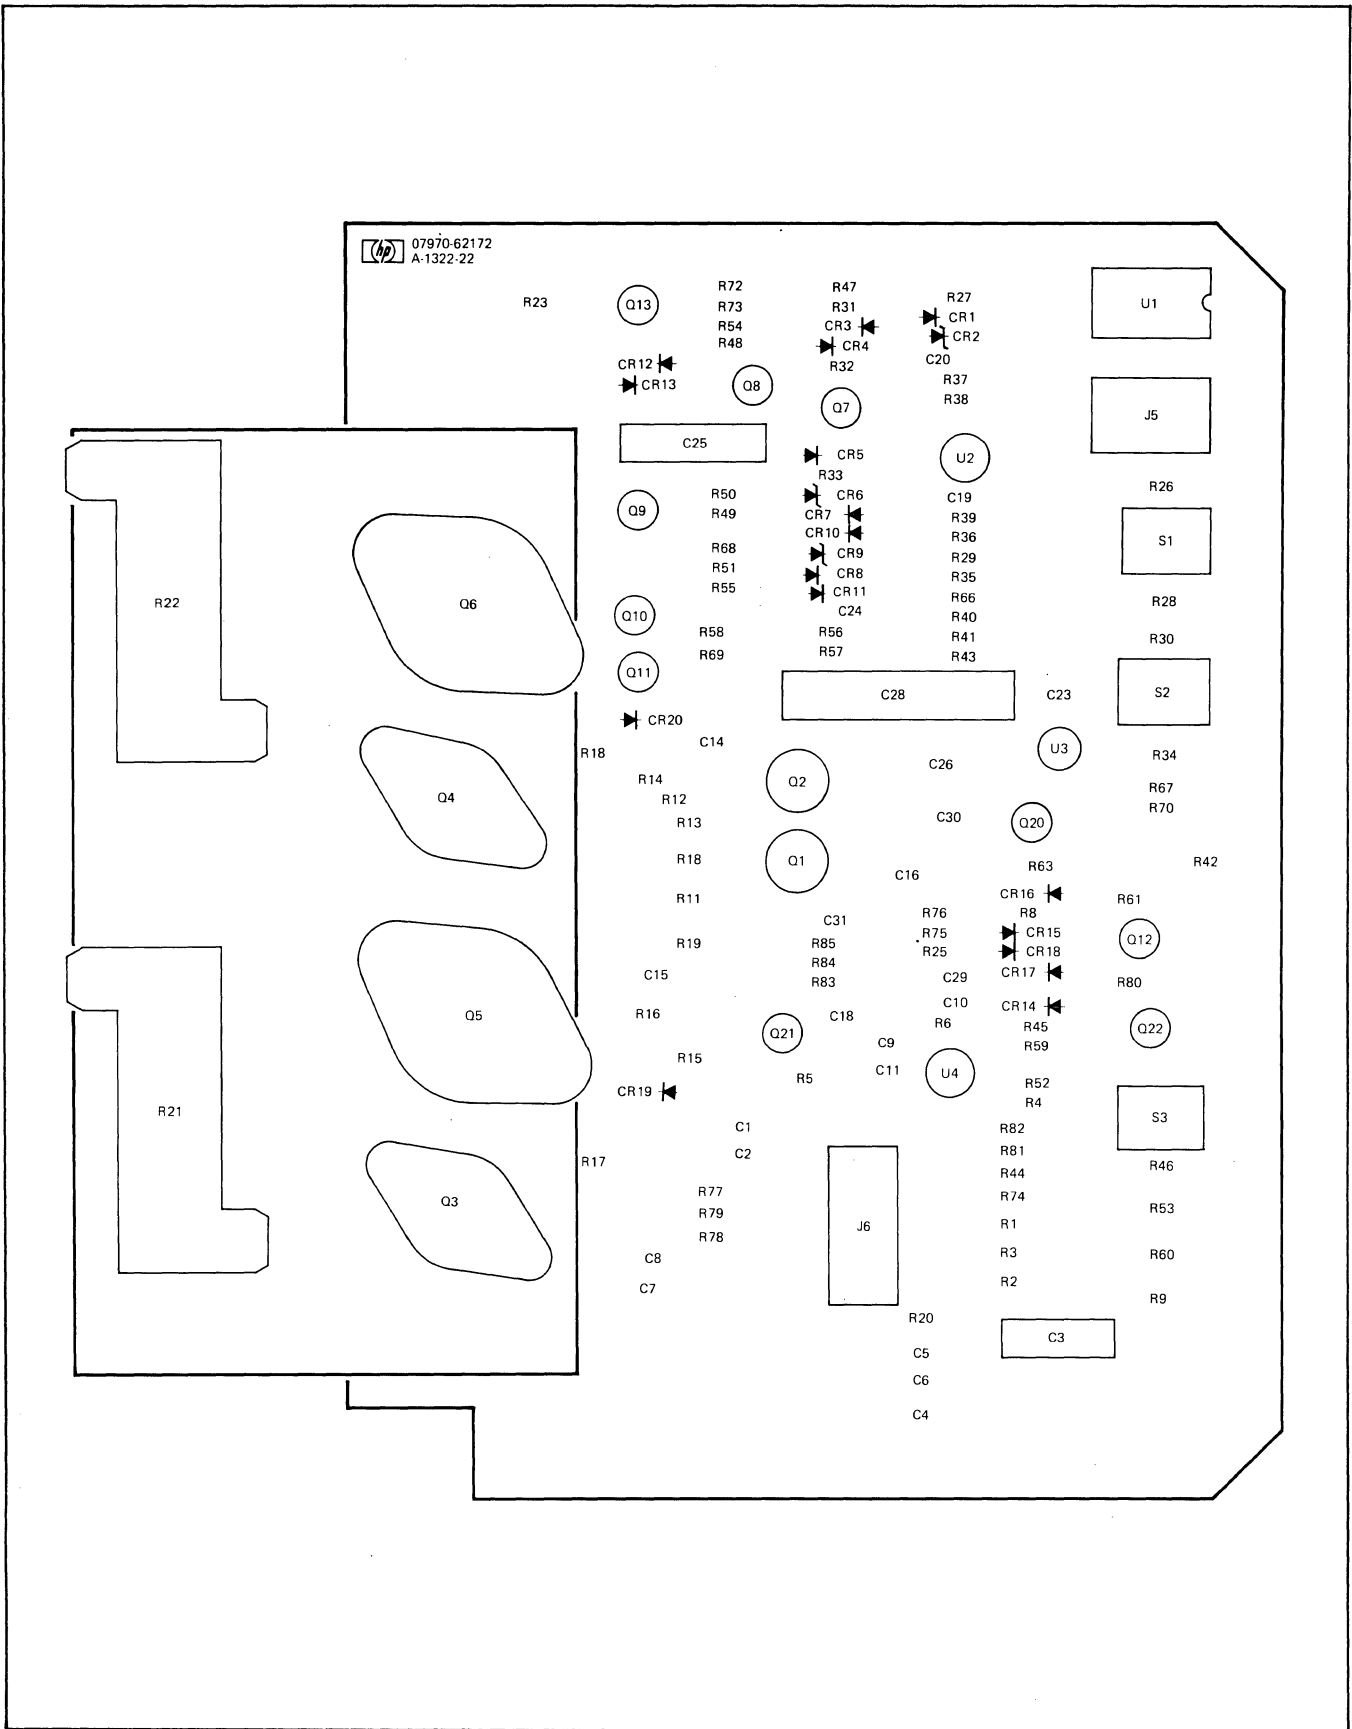 hp 07970-62172
A-1322-22
R72 R47
R23 Q13 R73 R31 R27 U1
R54 CR3 CR1
R48 CR4 CR2
CR12 R32 C20
CR13 Q8 R37
Q7 R38 J5
C25 CR5 U2
R33 R26
R50 CR6 C19
Q9 R49 CR7 R39
CR10 R36 S1
R68 CR9 R29
R51 CR8 R35
R22 Q6 R55 CR11 R66 R28
Q10 C24 R40
R58 R56 R41 R30
R69 R57 R43
Q11 C28 C23 S2
CR20
R18 C14 U3 R34
R14 Q2 C26
Q4 R12 R67
R13 C30 Q20 R70
R18 Q1 R63 R42
C16
R11 CR16 R61
C31 R76 R8
R19 R85 R75 CR15 Q12
R84 R25 CR18
C15 R83 C29 CR17 R80
R16 C18 C10 CR14
Q5 Q21 R6 R45 Q22
C9 R59
R15 R5 C11 U4 R52
R21 CR19 R4
C1 R82 S3
R17 C2 R81 R46
R77 R44
Q3 R79 R74 R53
R78 J6 R1
C8 R3 R60
C7 R2 R9
R20 C3
C5
C6
C4